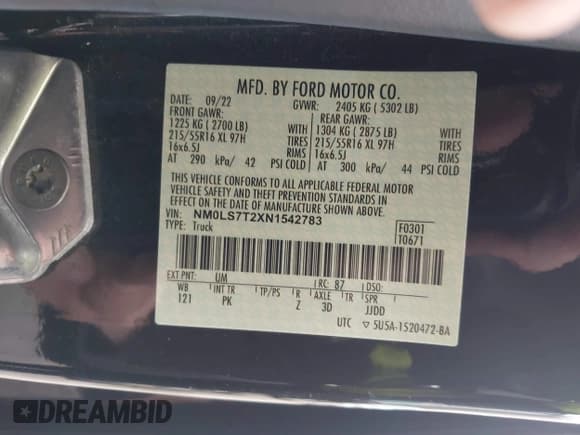 MFD. BY FORD MOTOR CO.
DATE: 09/22 GVWR: 2405 KG ( 5302 LB)
FRONT GAWR: REAR GAWR:
1225 KG ( 2700 LB) WITH 1304 KG ( 2875 LB) WITH
215/55R16 XL 97H TIRES 215/55R16 XL 97H TIRES
16x6.5J RIMS 16x6.5J RIMS
AT 290 kPa/ 42 PSI COLD AT 300 kPa/ 44 PSI COLD
THIS VEHICLE CONFORMS TO ALL APPLICABLE FEDERAL MOTOR
VEHICLE SAFETY AND THEFT PREVENTION STANDARDS IN
EFFECT ON THE DATE OF MANUFACTURE SHOWN ABOVE.
VIN: NM0LS7T2XN1542783 F0301
TYPE: Truck T0671
EXT PNT: UM RC: 87 DSO:
WB INT TR TP/PS R AXLE TR SPR
121 PK Z 3D JJDD
UTC ▽ 5U5A-1520472-BA
DREAMBID